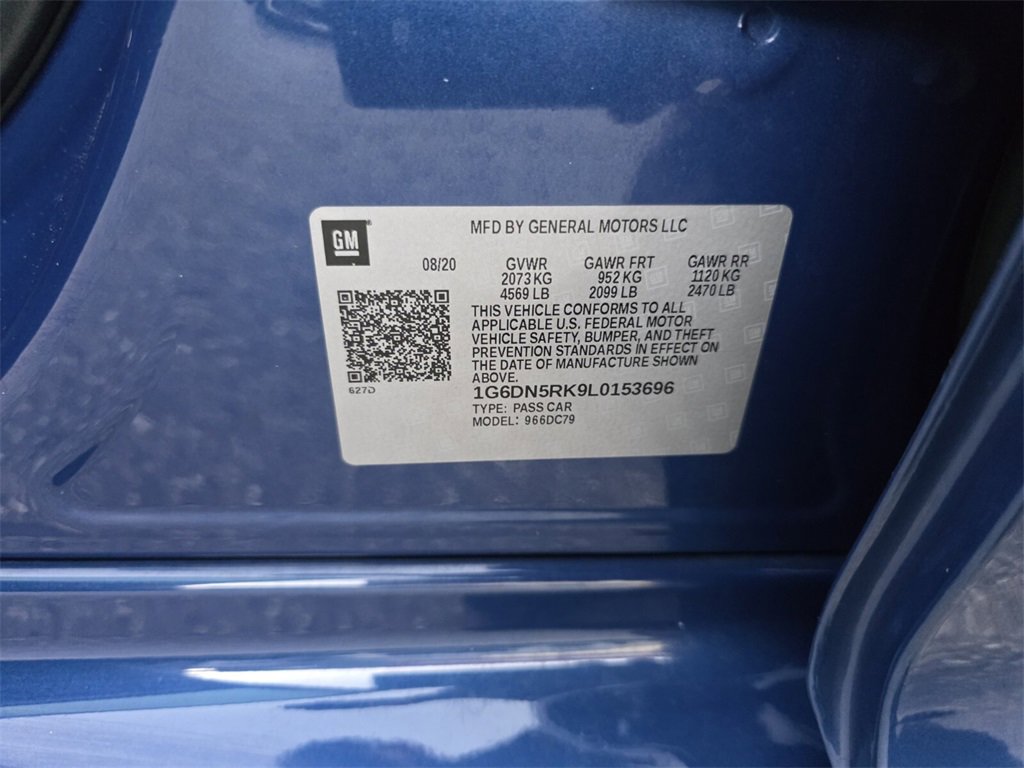 GM
MFD BY GENERAL MOTORS LLC
08/20 GVWR GAWR FRT GAWR RR
2073 KG 952 KG 1120 KG
4569 LB 2099 LB 2470 LB
THIS VEHICLE CONFORMS TO ALL
APPLICABLE U.S. FEDERAL MOTOR
VEHICLE SAFETY, BUMPER, AND THEFT
PREVENTION STANDARDS IN EFFECT ON
THE DATE OF MANUFACTURE SHOWN
ABOVE.
627D
1G6DN5RK9L0153696
TYPE: PASS CAR
MODEL: 966DC79